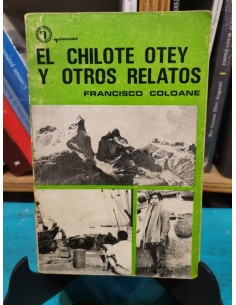 EL CHILOTE OTEY
Y OTROS RELATOS
FRANCISCO COLOANE